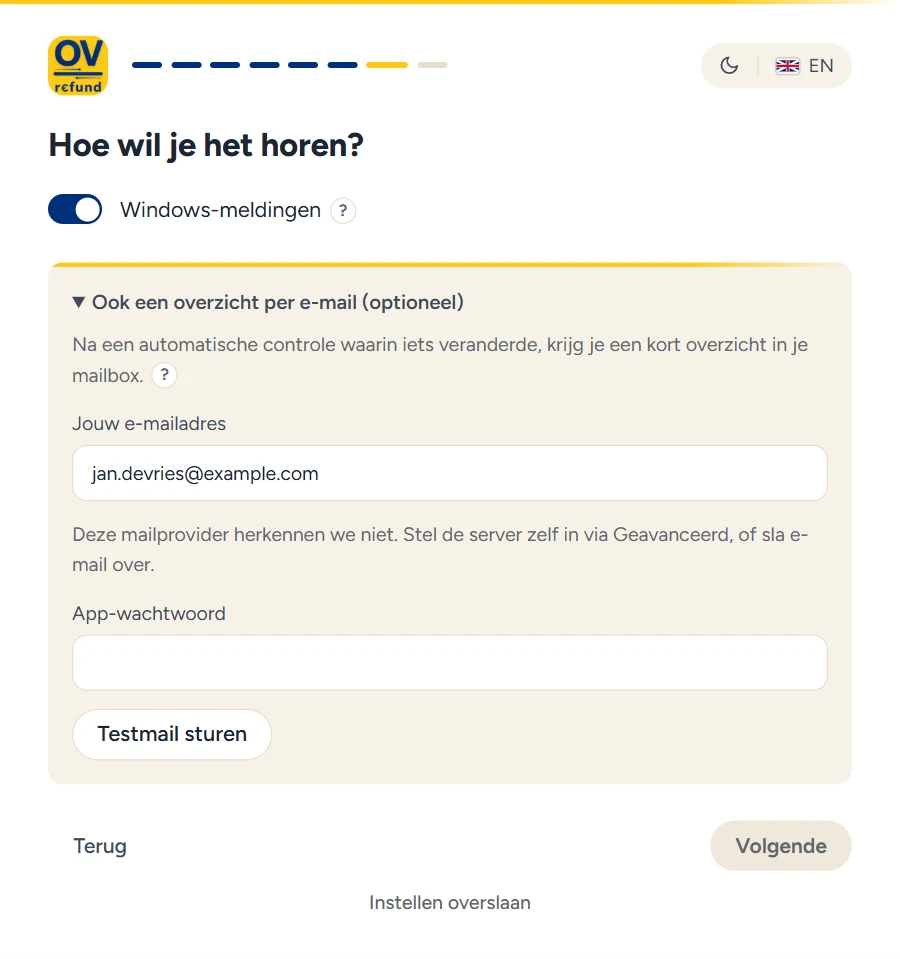 OV
refund
EN
Hoe wil je het horen?
Windows-meldingen ?
▼ Ook een overzicht per e-mail (optioneel)
Na een automatische controle waarin iets veranderde, krijg je een kort overzicht in je
mailbox. ?
Jouw e-mailadres
jan.devries@example.com
Deze mailprovider herkennen we niet. Stel de server zelf in via Geavanceerd, of sla e-
mail over.
App-wachtwoord
Testmail sturen
Terug
Volgende
Instellen overslaan